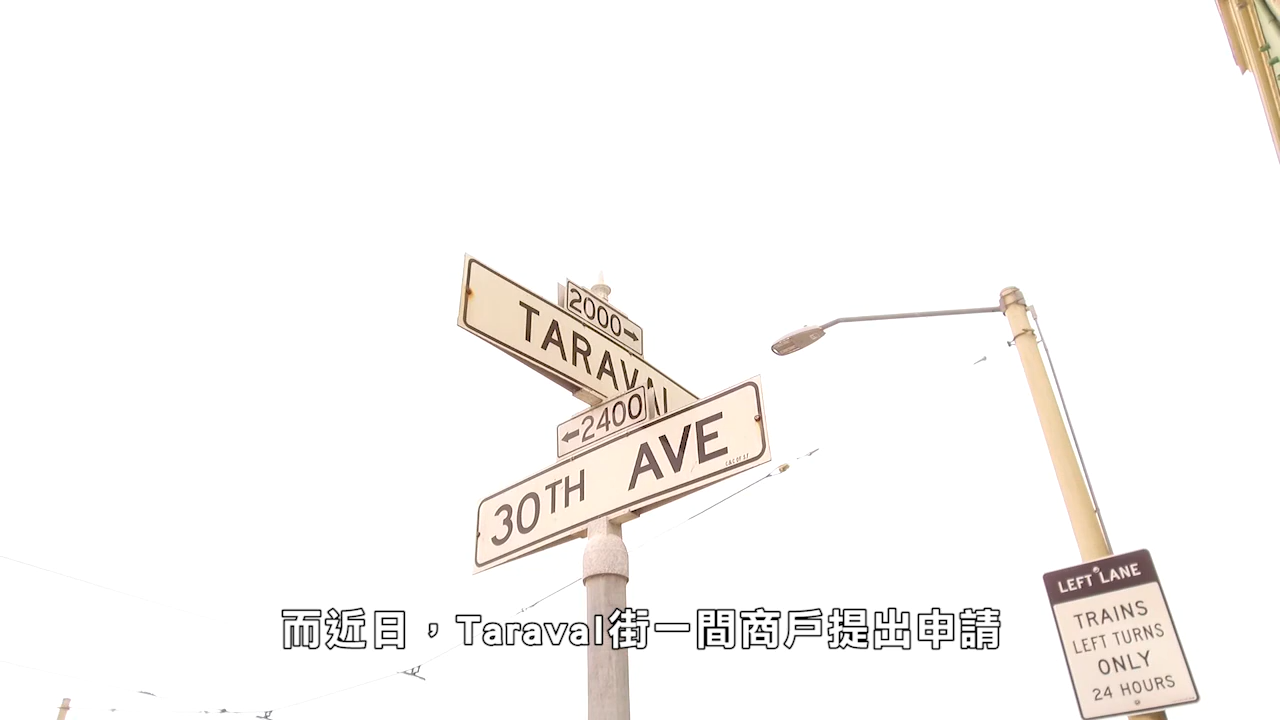 2000→
TARAVAL
←2400
30TH AVE
LEFT LANE
TRAINS
LEFT TURNS
ONLY
24 HOURS
而近日，Taraval街一間商戶提出申請